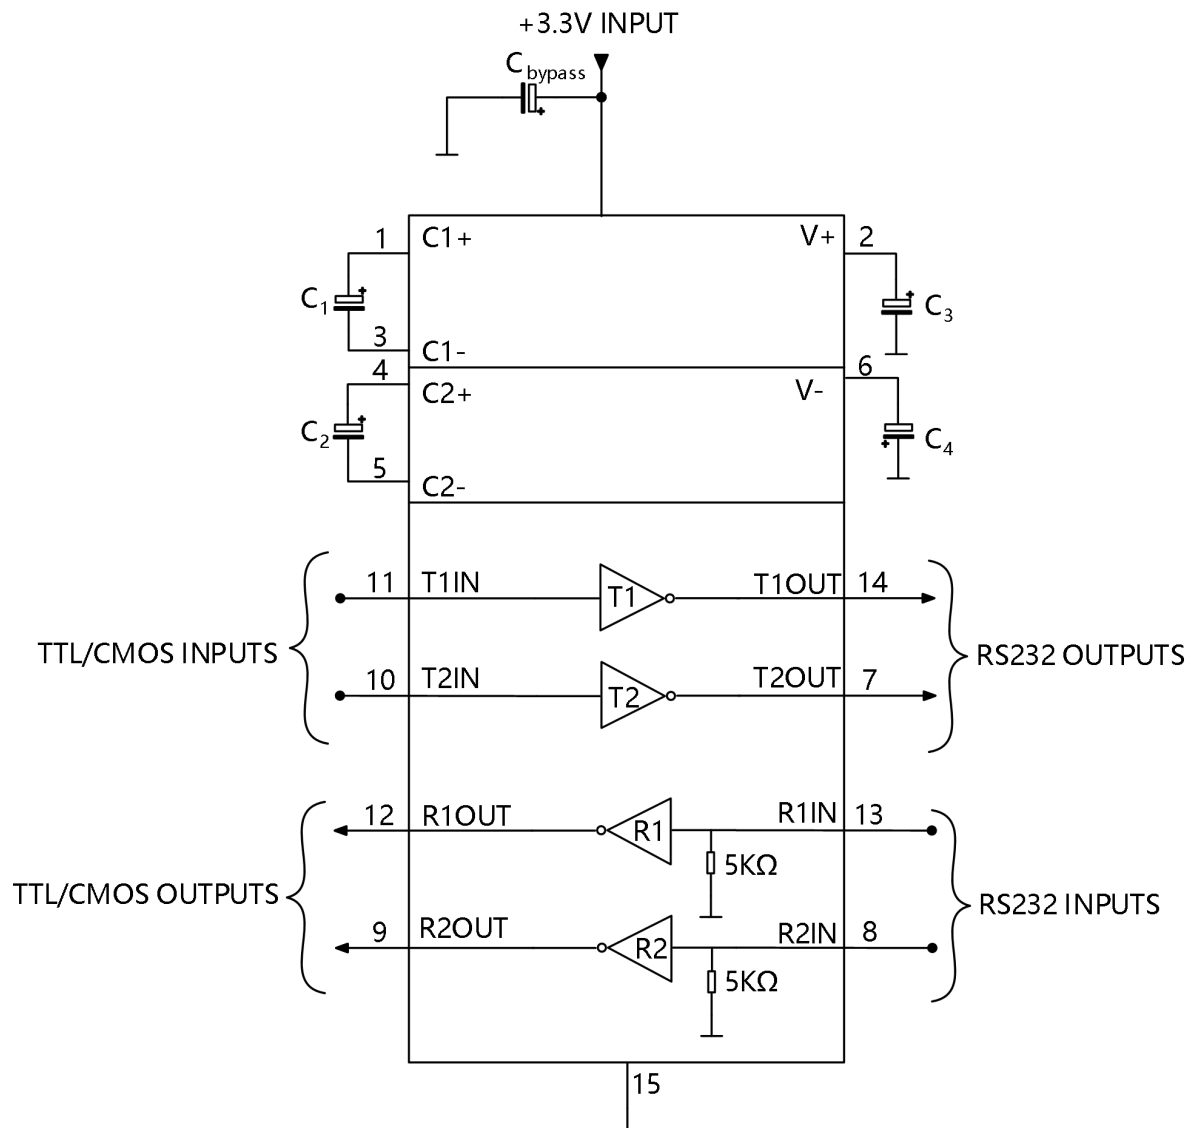 +3.3V INPUT
C bypass
1 C1+ V+ 2
C1 C3
3 C1-
4 C2+ V- 6
C2 C4
5 C2-
11 T1IN T1 T1OUT 14
TTL/CMOS INPUTS RS232 OUTPUTS
10 T2IN T2 T2OUT 7
12 R1OUT R1 R1IN 13
5KΩ
TTL/CMOS OUTPUTS RS232 INPUTS
9 R2OUT R2 R2IN 8
5KΩ
15